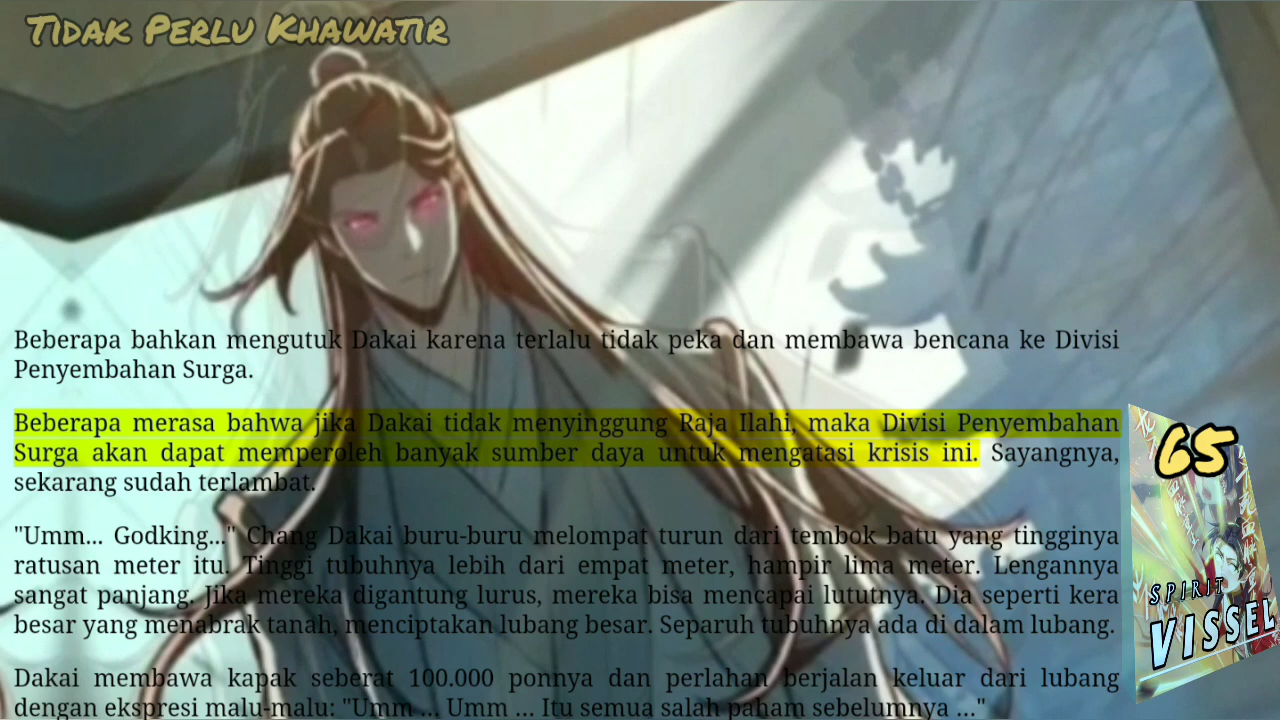 Tidak Perlu Khawatir
Beberapa bahkan mengutuk Dakai karena terlalu tidak peka dan membawa bencana ke Divisi
Penyembahan Surga.
Beberapa merasa bahwa jika Dakai tidak menyinggung Raja Ilahi, maka Divisi Penyembahan
Surga akan dapat memperoleh banyak sumber daya untuk mengatasi krisis ini. Sayangnya,
sekarang sudah terlambat.
"Umm... Godking..." Chang Dakai buru-buru melompat turun dari tembok batu yang tingginya
ratusan meter itu. Tinggi tubuhnya lebih dari empat meter, hampir lima meter. Lengannya
sangat panjang. Jika mereka digantung lurus, mereka bisa mencapai lututnya. Dia seperti kera
besar yang menabrak tanah, menciptakan lubang besar. Separuh tubuhnya ada di dalam lubang.
Dakai membawa kapak seberat 100.000 ponnya dan perlahan berjalan keluar dari lubang
dengan ekspresi malu-malu: "Umm ... Umm ... Itu semua salah paham sebelumnya ..."
65
SPIRIT
VISSEL